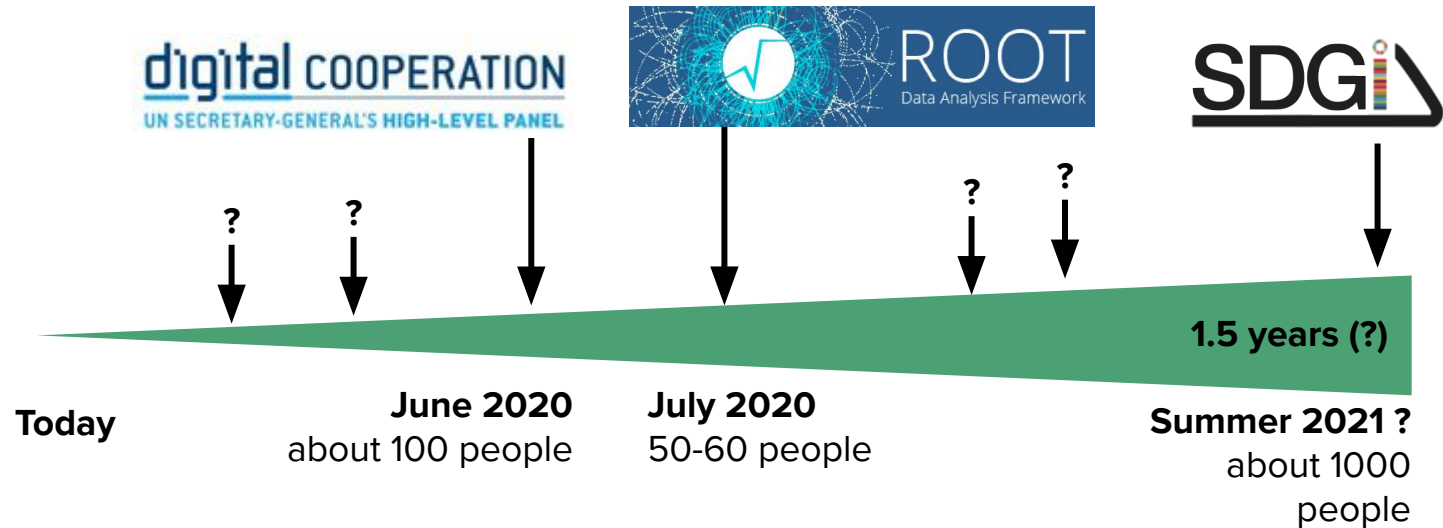 digital COOPERATION
UN SECRETARY-GENERAL'S HIGH-LEVEL PANEL
ROOT
Data Analysis Framework
SDGi
?
?
?
?
1.5 years (?)
Today
June 2020
about 100 people
July 2020
50-60 people
Summer 2021 ?
about 1000
people